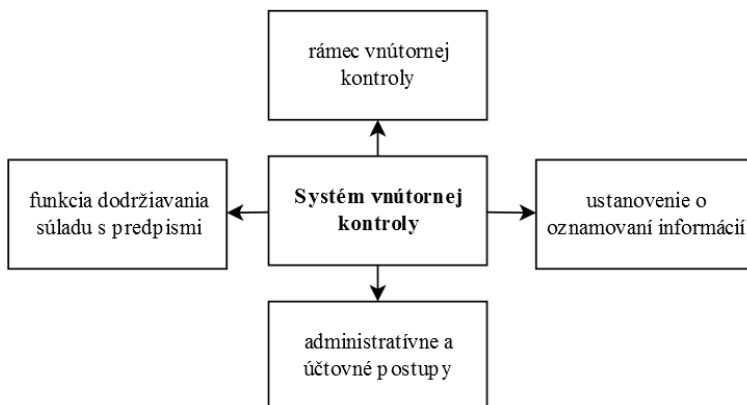 rámec vnútornej
kontroly
funkcia dodržiavania
súladu s predpismi
Systém vnútornej
kontroly
ustanovenie o
oznamovaní informácií
administratívne a
účtovné postupy